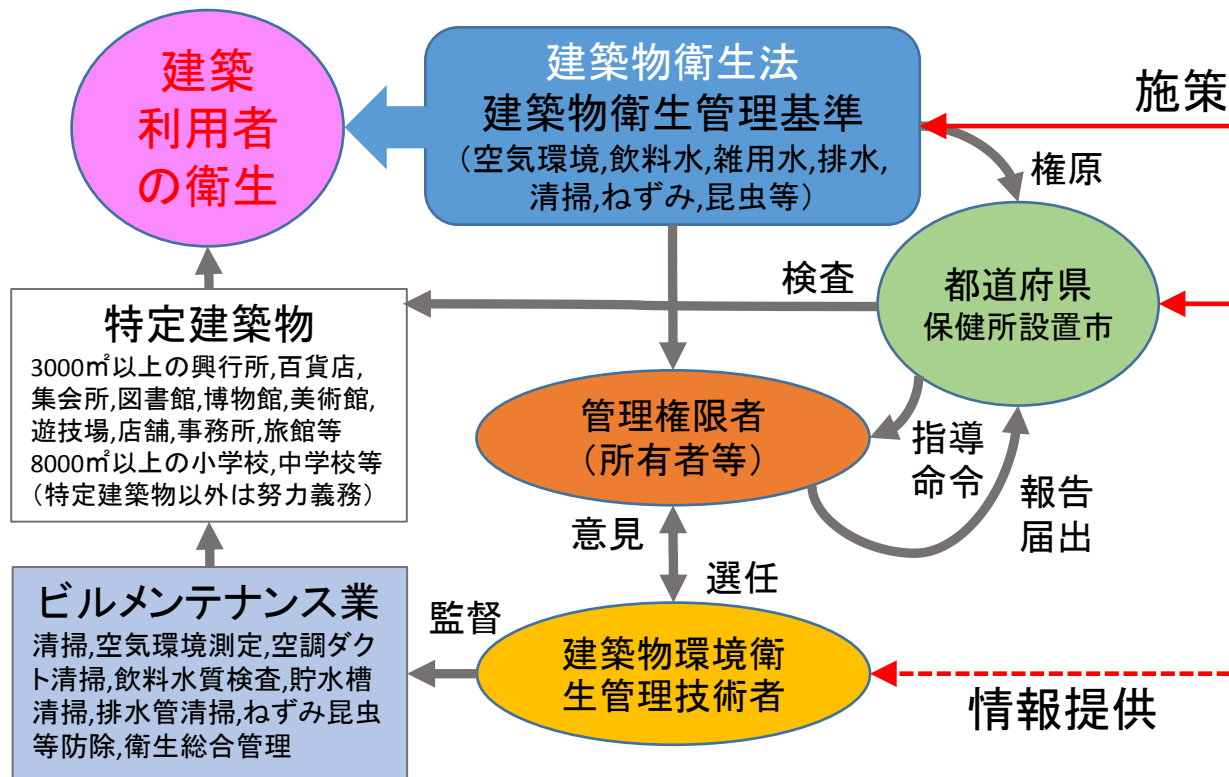 建築
利用者
の衛生
建築物衛生法
建築物衛生管理基準
（空気環境,飲料水,雑用水,排水,
清掃,ねずみ,昆虫等）
施策
権原
検査
都道府県
保健所設置市
特定建築物
3000㎡以上の興行所,百貨店,
集会所,図書館,博物館,美術館,
遊技場,店舗,事務所,旅館等
8000㎡以上の小学校,中学校等
（特定建築物以外は努力義務）
管理権限者
（所有者等）
指導
命令
報告
届出
意見
選任
ビルメンテナンス業
清掃,空気環境測定,空調ダク
ト清掃,飲料水質検査,貯水槽
清掃,排水管清掃,ねずみ昆虫
等防除,衛生総合管理
監督
建築物環境衛
生管理技術者
情報提供